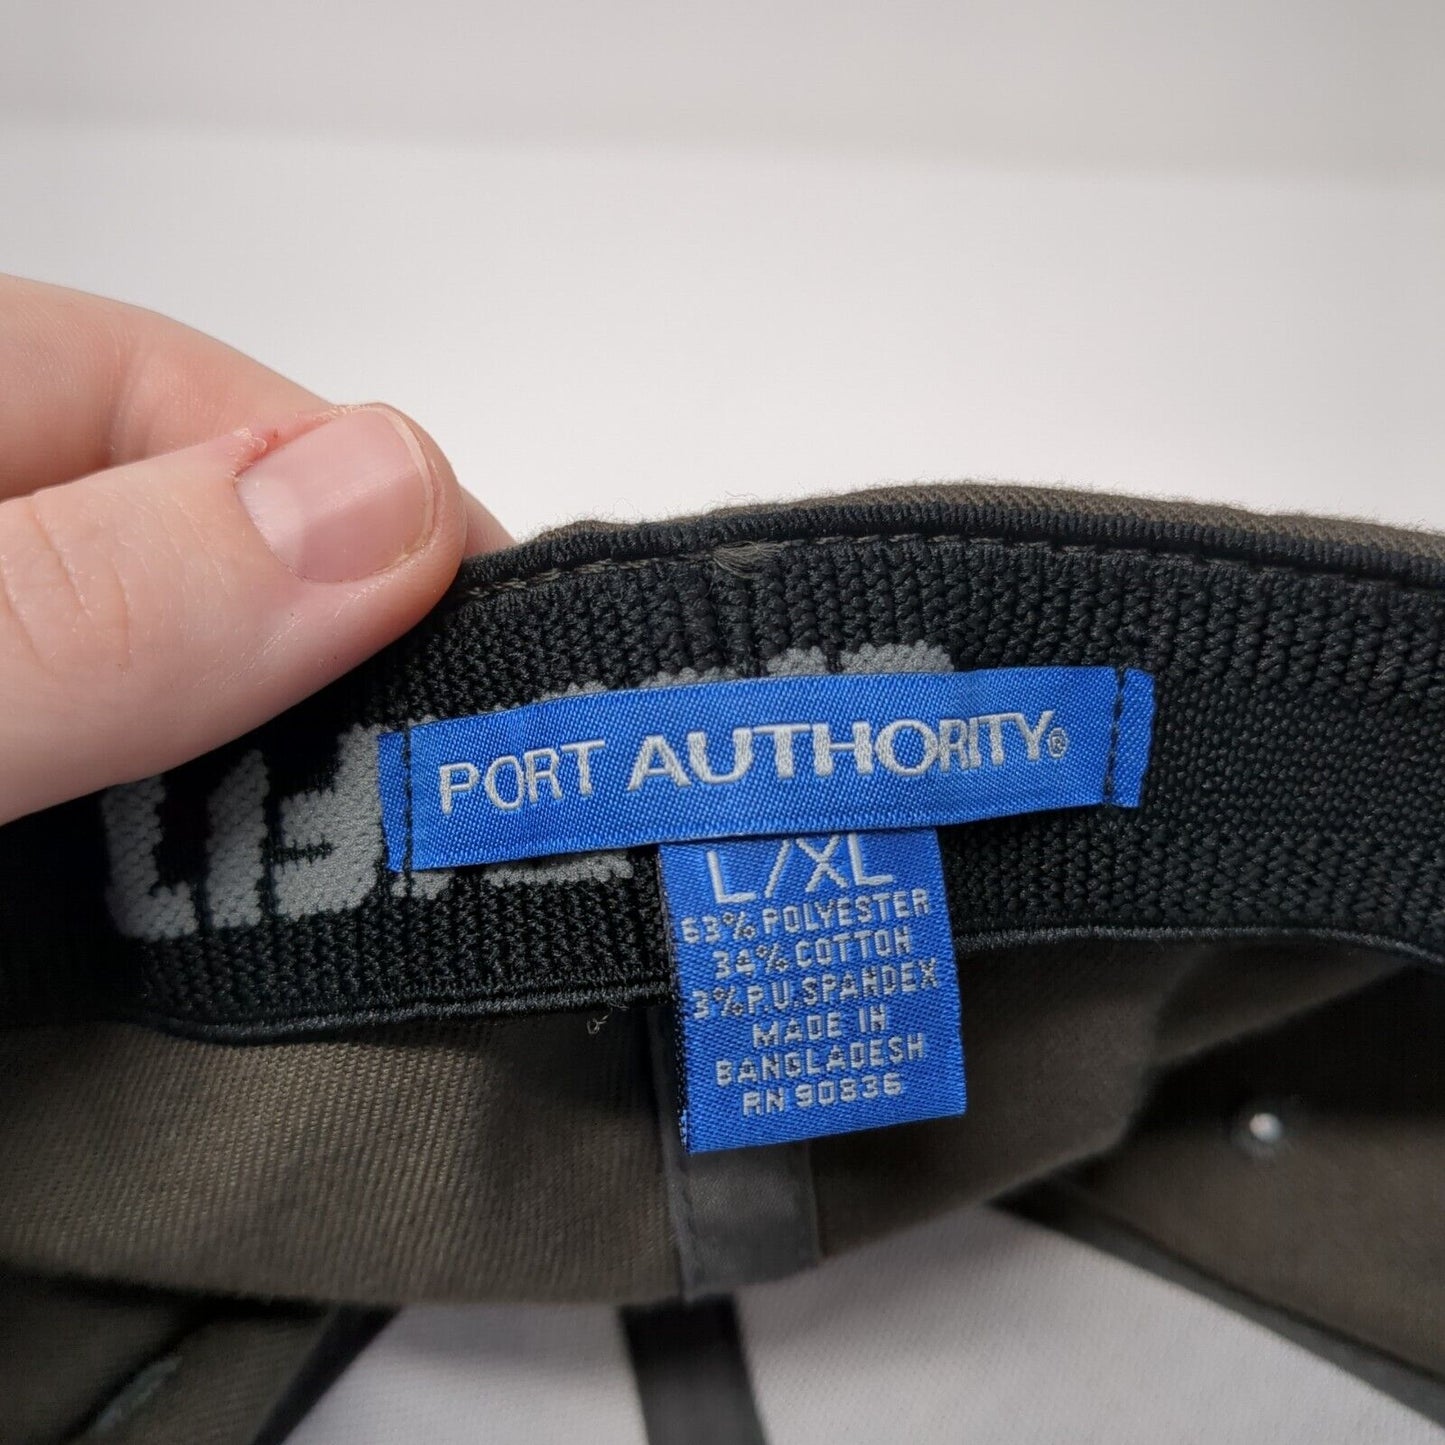 PORT AUTHORITY®
L/XL
63% POLYESTER
34% COTTON
3% P.U. SPANDEX
MADE IN
BANGLADESH
RN 90836